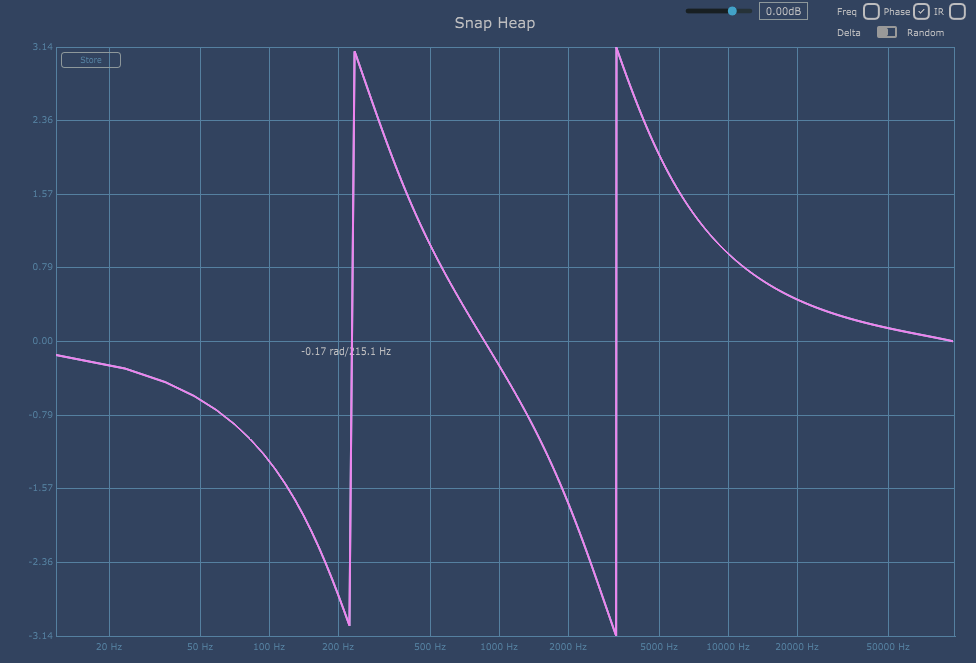 Snap Heap
0.00dB
Freq Phase IR
Delta Random
Store
3.14
2.36
1.57
0.79
0.00
-0.79
-1.57
-2.36
-3.14
-0.17 rad/215.1 Hz
20 Hz 50 Hz 100 Hz 200 Hz 500 Hz 1000 Hz 2000 Hz 5000 Hz 10000 Hz 20000 Hz 50000 Hz